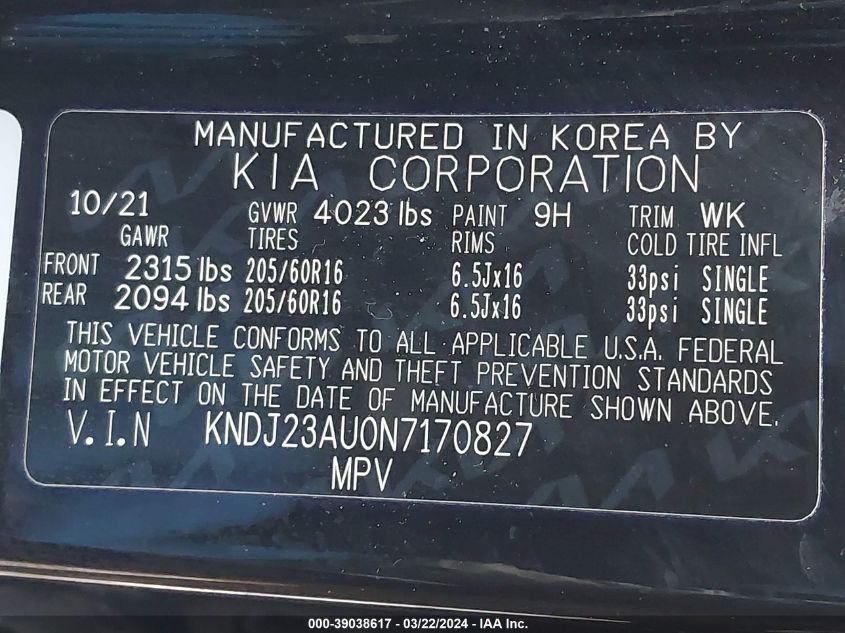 MANUFACTURED IN KOREA BY
KIA CORPORATION
10/21 GVWR 4023 lbs PAINT 9H TRIM WK
GAWR TIRES RIMS COLD TIRE INFL
FRONT 2315 lbs 205/60R16 6.5Jx16 33psi SINGLE
REAR 2094 lbs 205/60R16 6.5Jx16 33psi SINGLE
THIS VEHICLE CONFORMS TO ALL APPLICABLE U.S.A. FEDERAL
MOTOR VEHICLE SAFETY AND THEFT PREVENTION STANDARDS
IN EFFECT ON THE DATE OF MANUFACTURE SHOWN ABOVE.
V.I.N KNDJ23AU0N7170827
MPV
000-39038617 - 03/22/2024 - IAA Inc.